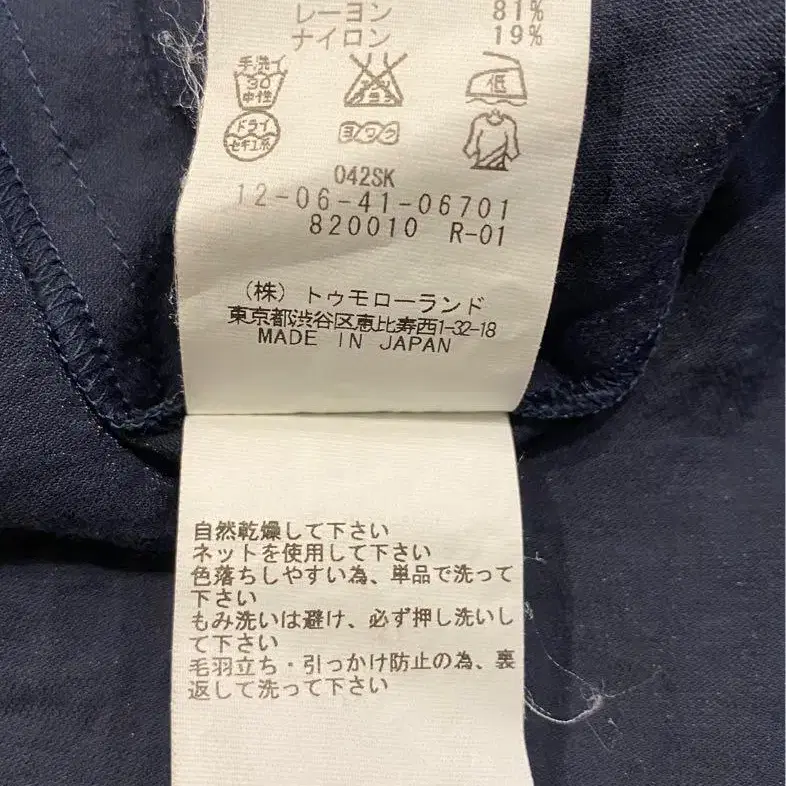 レーヨン 81%
ナイロン 19%
手洗イ
30
中性
エンソ
サラシ
低
ドライ
セキユ系
ヨワク
042SK
12-06-41-06701
820010 R-01
(株) トゥモローランド
東京都渋谷区恵比寿西1-32-18
MADE IN JAPAN
自然乾燥して下さい
ネットを使用して下さい
色落ちしやすい為、単品で洗って
下さい
もみ洗いは避け、必ず押し洗いし
て下さい
毛羽立ち・引っかけ防止の為、裏
返して洗って下さい